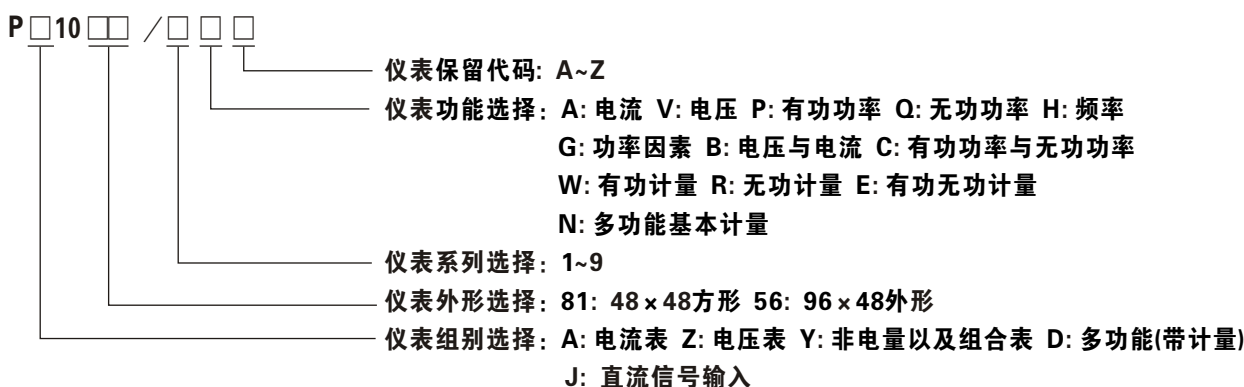 P□10□□/□□□
仪表保留代码: A~Z
仪表功能选择: A: 电流 V: 电压 P: 有功功率 Q: 无功功率 H: 频率
G: 功率因素 B: 电压与电流 C: 有功功率与无功功率
W: 有功计量 R: 无功计量 E: 有功无功计量
N: 多功能基本计量
仪表系列选择: 1~9
仪表外形选择: 81: 48×48方形 56: 96×48外形
仪表组别选择: A: 电流表 Z: 电压表 Y: 非电量以及组合表 D: 多功能(带计量)
J: 直流信号输入